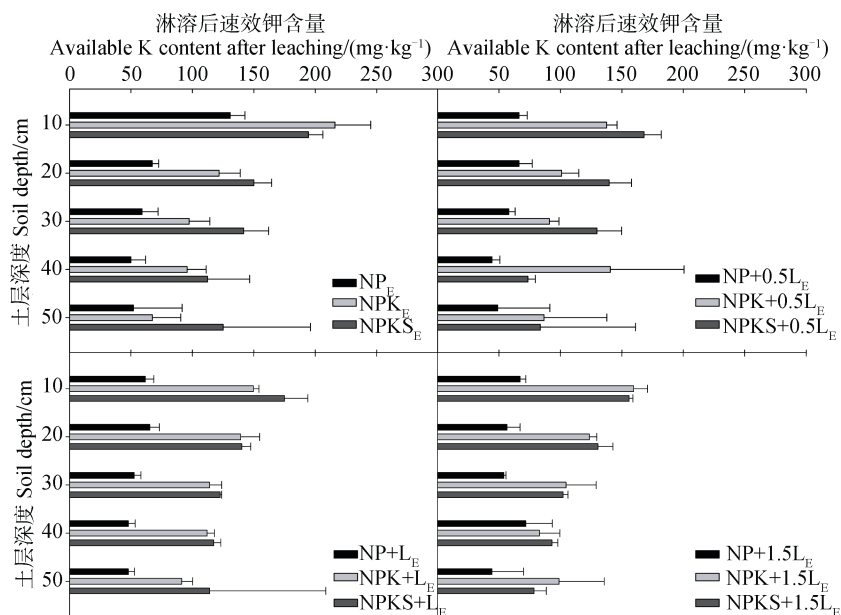 淋溶后速效钾含量
Available K content after leaching/(mg·kg⁻¹)
0 50 100 150 200 250 300
淋溶后速效钾含量
Available K content after leaching/(mg·kg⁻¹)
50 100 150 200 250 300
土层深度 Soil depth/cm
10
20
30
40
50
NP_E
NPK_E
NPKS_E
NP+0.5L_E
NPK+0.5L_E
NPKS+0.5L_E
土层深度 Soil depth/cm
10
20
30
40
50
NP+L_E
NPK+L_E
NPKS+L_E
NP+1.5L_E
NPK+1.5L_E
NPKS+1.5L_E